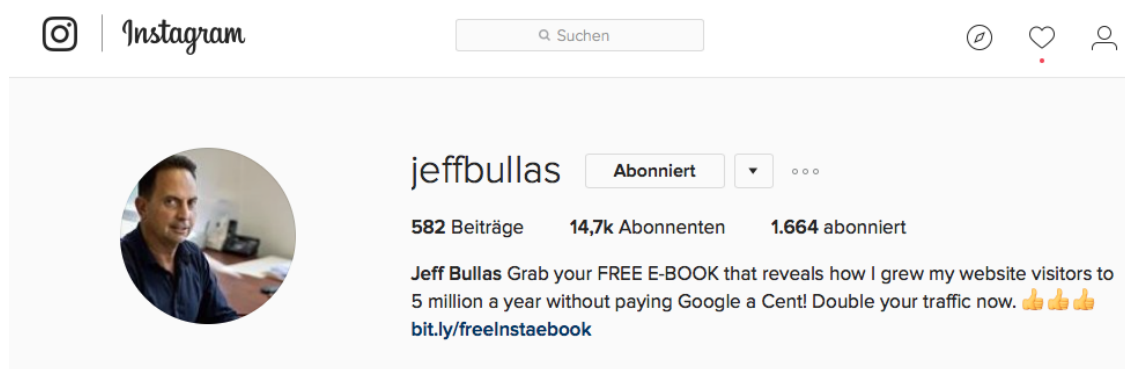 Instagram
Suchen
jeffbullas Abonniert
582 Beiträge 14,7k Abonnenten 1.664 abonniert
Jeff Bullas Grab your FREE E-BOOK that reveals how I grew my website visitors to
5 million a year without paying Google a Cent! Double your traffic now. 👍👍👍
bit.ly/freeInstaebook